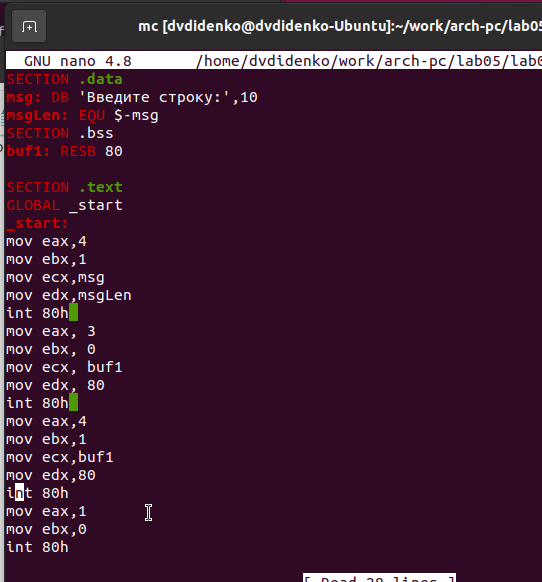 mc [dvdidenko@dvdidenko-Ubuntu]:~/work/arch-pc/lab05
GNU nano 4.8 /home/dvdidenko/work/arch-pc/lab05/lab0
SECTION .data
msg: DB 'Введите строку:',10
msgLen: EQU $-msg
SECTION .bss
buf1: RESB 80
SECTION .text
GLOBAL _start
_start:
mov eax,4
mov ebx,1
mov ecx,msg
mov edx,msgLen
int 80h
mov eax, 3
mov ebx, 0
mov ecx, buf1
mov edx, 80
int 80h
mov eax,4
mov ebx,1
mov ecx,buf1
mov edx,80
int 80h
mov eax,1
mov ebx,0
int 80h
[ Read 28 lines ]